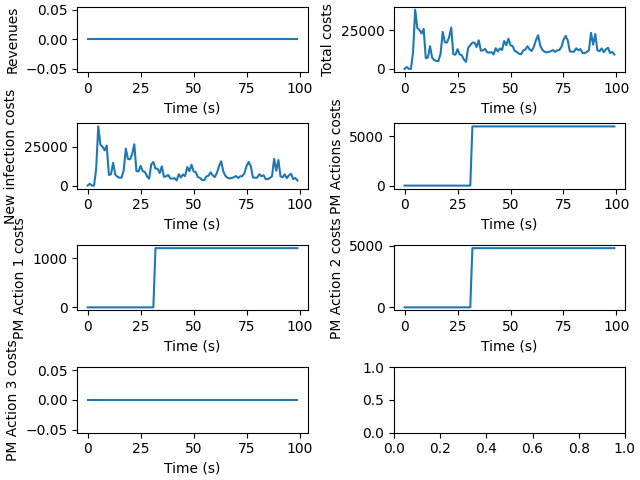 Revenues
0.05
0.00
−0.05
0 25 50 75 100
Time (s)
Total costs
25000
0
0 25 50 75 100
Time (s)
New infection costs
25000
0
0 25 50 75 100
Time (s)
PM Actions costs
5000
0
0 25 50 75 100
Time (s)
PM Action 1 costs
1000
0
0 25 50 75 100
Time (s)
PM Action 2 costs
5000
0
0 25 50 75 100
Time (s)
PM Action 3 costs
0.05
0.00
−0.05
0 25 50 75 100
Time (s)
1.0
0.5
0.0
0.0 0.2 0.4 0.6 0.8 1.0